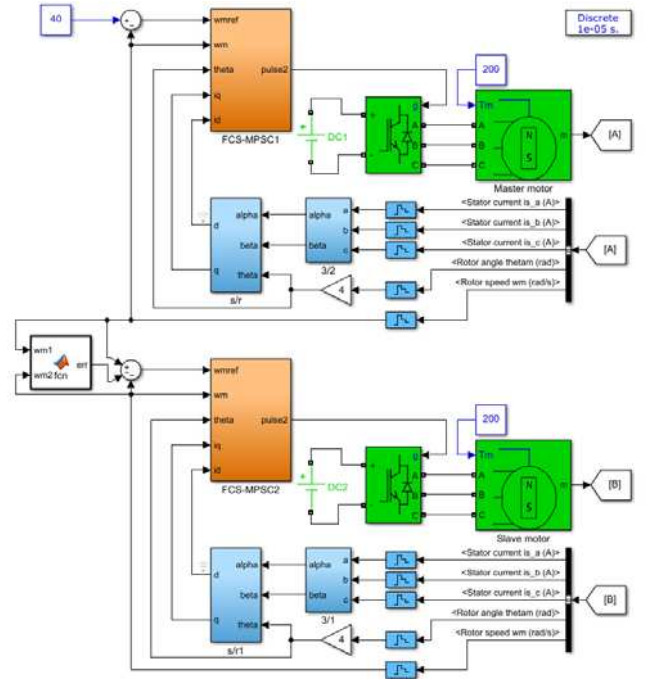 40
Discrete
1e-05 s.
wmref
wm
theta
iq
id
pulse2
FCS-MPSC1
200
DC1
g
A
B
C
Tm
A
B
C
N
S
m
[A]
Master motor
<Stator current is_a (A)>
<Stator current is_b (A)>
<Stator current is_c (A)>
<Rotor angle thetam (rad)>
<Rotor speed wm (rad/s)>
[A]
alpha
beta
theta
d
q
s/r
alpha
beta
a
b
c
3/2
4
wm1
wm2
fcn
err
wmref
wm
theta
iq
id
pulse2
FCS-MPSC2
200
DC2
g
A
B
C
Tm
A
B
C
N
S
m
[B]
Slave motor
<Stator current is_a (A)>
<Stator current is_b (A)>
<Stator current is_c (A)>
<Rotor angle thetam (rad)>
<Rotor speed wm (rad/s)>
[B]
alpha
beta
theta
d
q
s/r1
alpha
beta
a
b
c
3/1
4